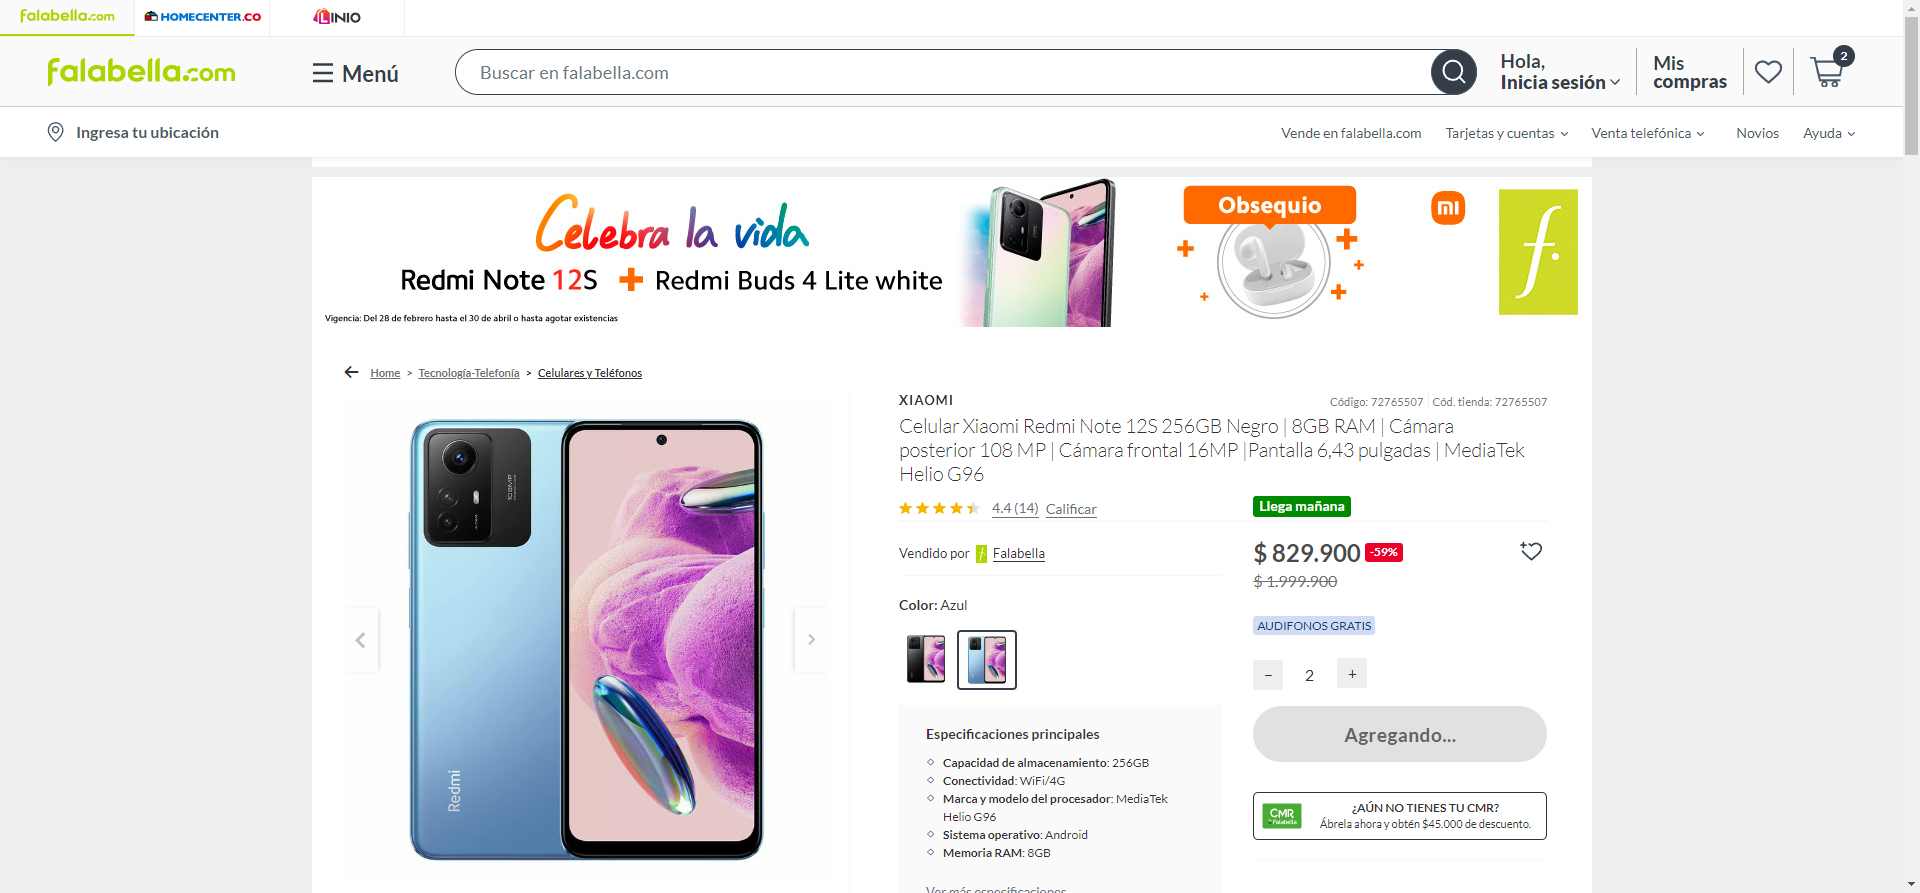 falabella.com
HOMECENTER.CO
LINIO
falabella.com
Menú
Buscar en falabella.com
Hola,
Inicia sesión
Mis
compras
2
Ingresa tu ubicación
Vende en falabella.com
Tarjetas y cuentas
Venta telefónica
Novios
Ayuda
Celebra la vida
Redmi Note 12S + Redmi Buds 4 Lite white
Vigencia: Del 28 de febrero hasta el 30 de abril o hasta agotar existencias
Obsequio
mi
f.
Home > Tecnología-Telefonía > Celulares y Teléfonos
108MP
Redmi
XIAOMI
Código: 72765507 Cód. tienda: 72765507
Celular Xiaomi Redmi Note 12S 256GB Negro | 8GB RAM | Cámara
posterior 108 MP | Cámara frontal 16MP |Pantalla 6,43 pulgadas | MediaTek
Helio G96
4.4 (14) Calificar
Vendido por f Falabella
Color: Azul
Especificaciones principales
Capacidad de almacenamiento: 256GB
Conectividad: WiFi/4G
Marca y modelo del procesador: MediaTek
Helio G96
Sistema operativo: Android
Memoria RAM: 8GB
Ver más especificaciones
Llega mañana
$ 829.900 -59%
$ 1.999.900
AUDIFONOS GRATIS
- 2 +
Agregando...
CMR
Falabella
¿AÚN NO TIENES TU CMR?
Ábrela ahora y obtén $45.000 de descuento.